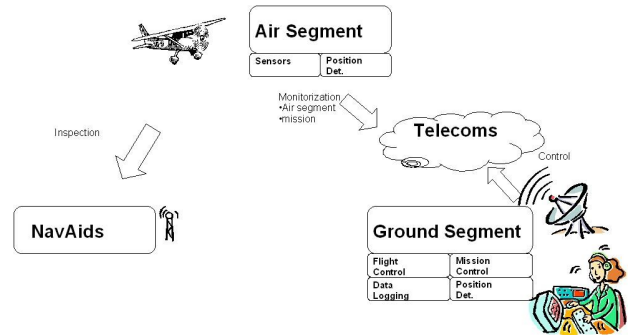 Air Segment
Sensors
Position
Det.
Monitorization
•Air segment
•mission
Telecoms
Inspection
Control
NavAids
Ground Segment
Flight
Control
Mission
Control
Data
Logging
Position
Det.